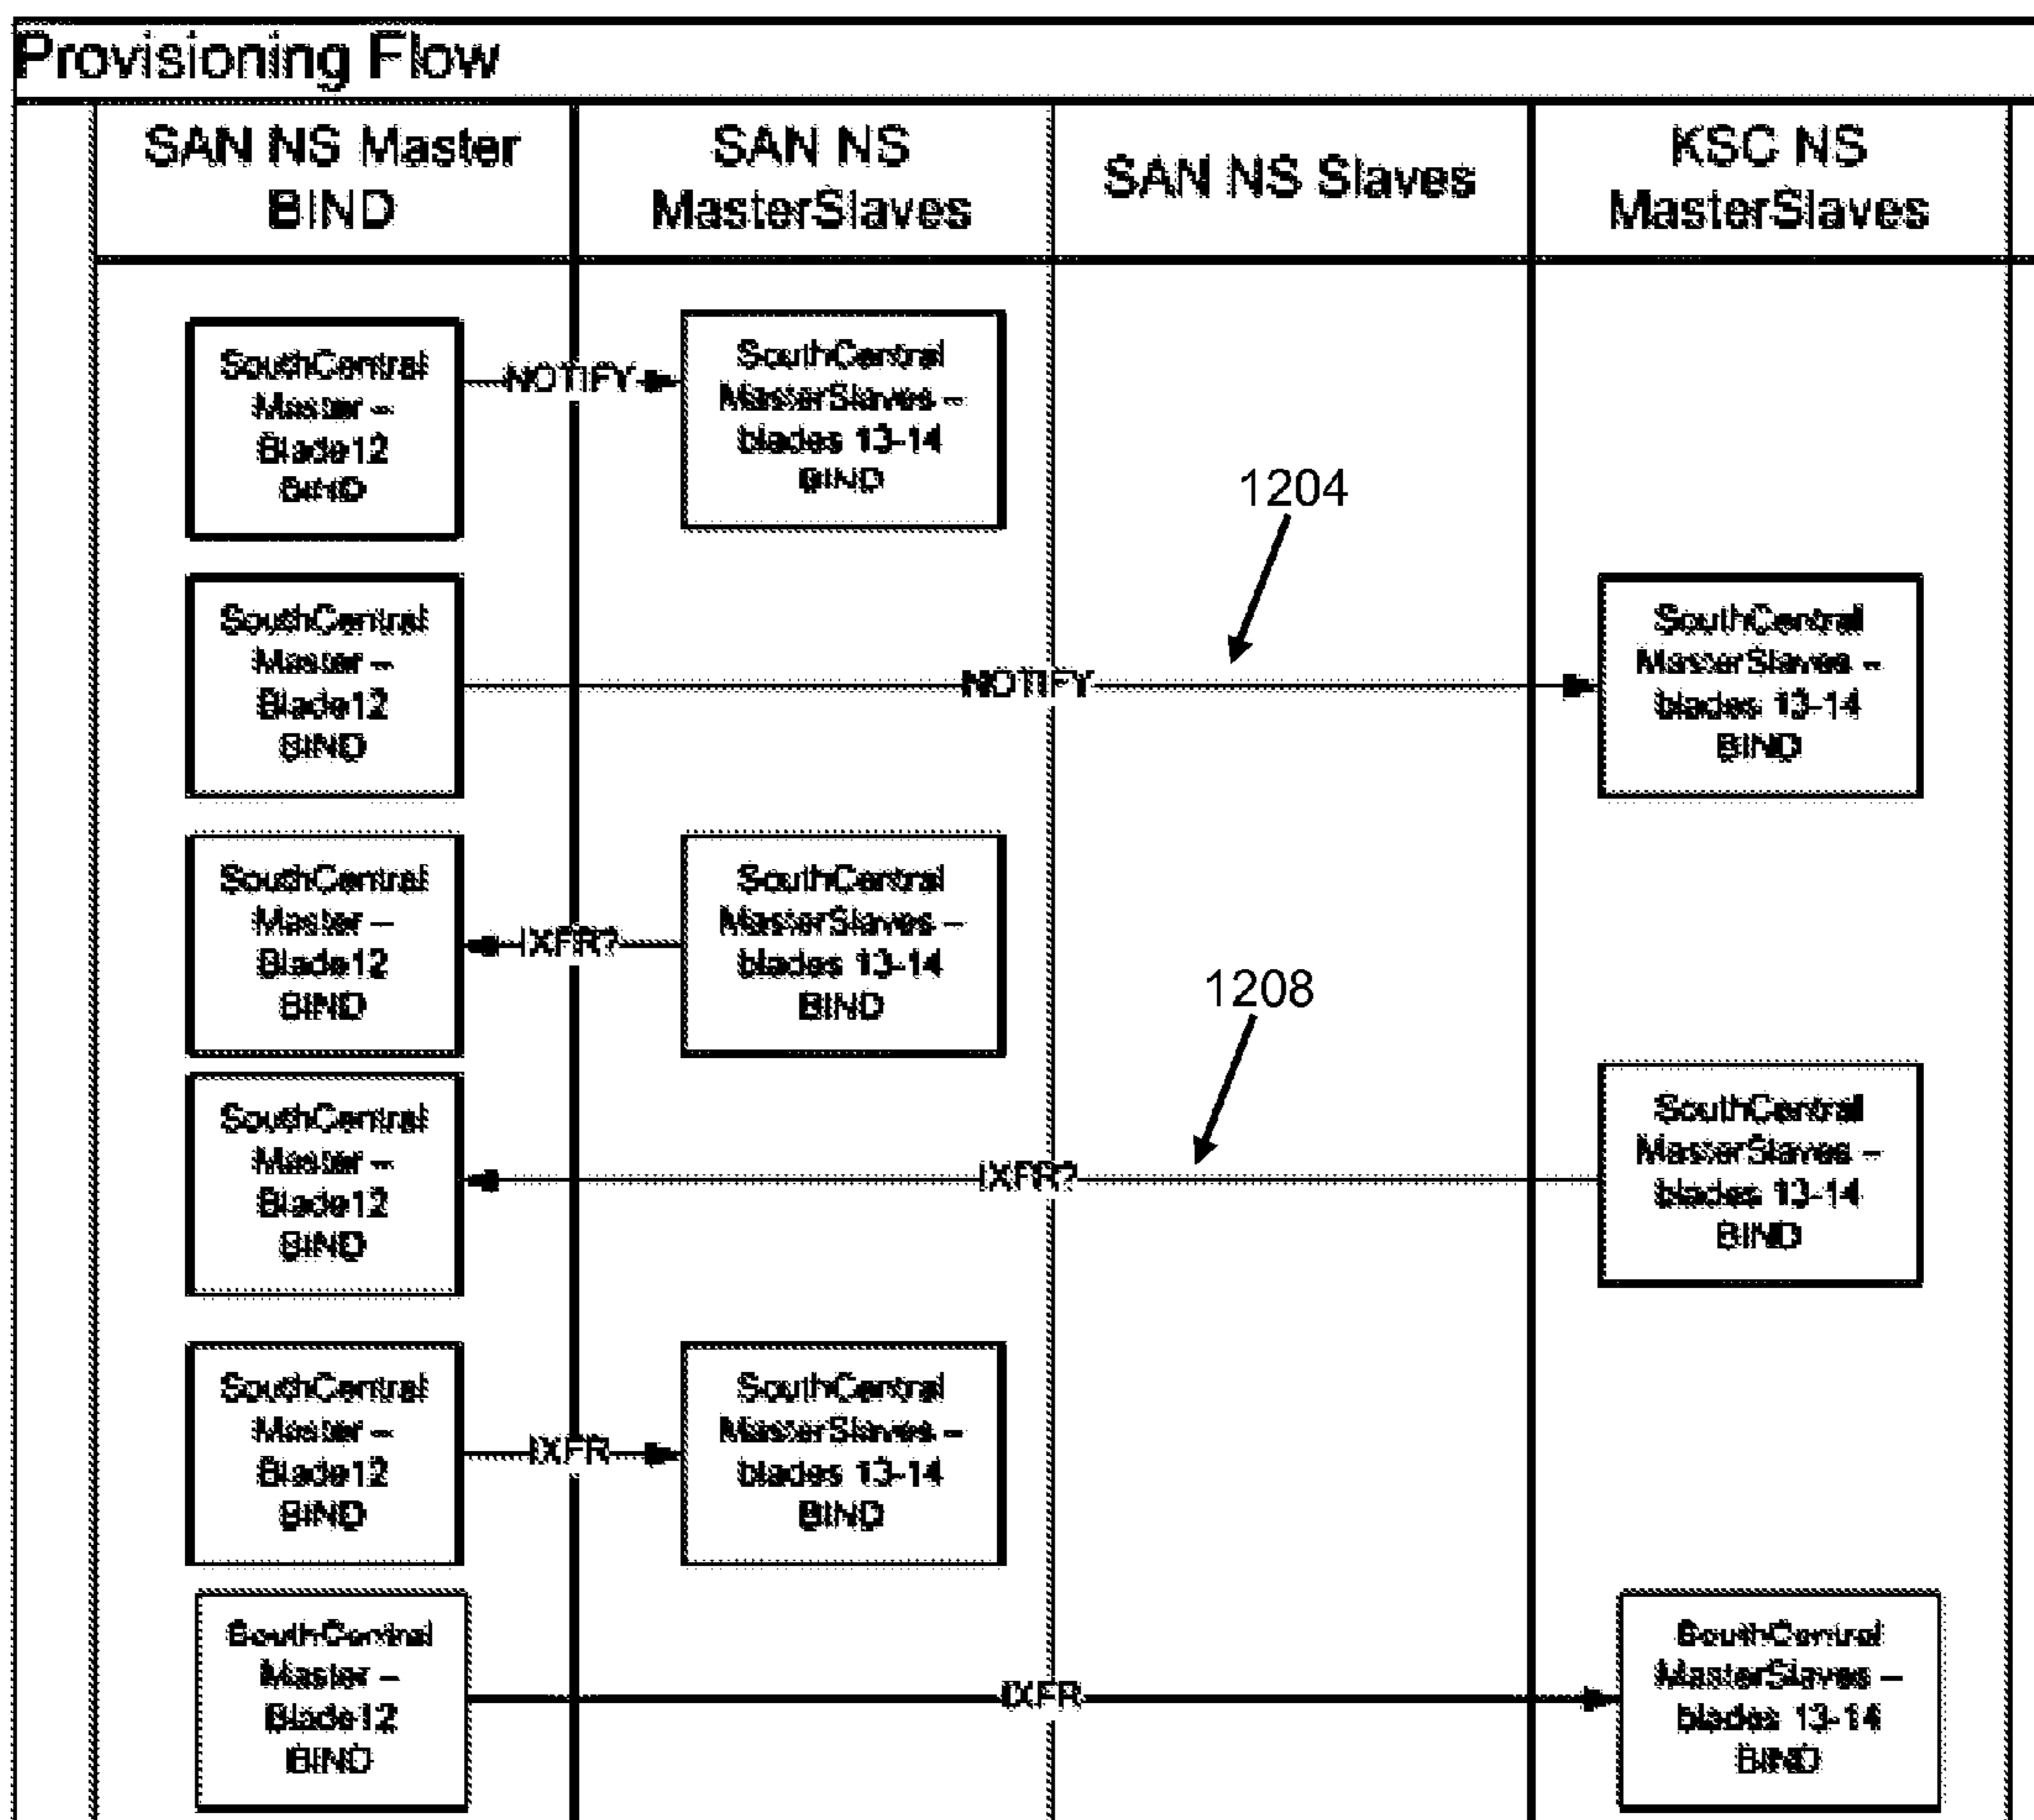 Provisioning Flow
SAN NS Master
BIND
SAN NS
MasterSlaves
SAN NS Slaves
KSC NS
MasterSlaves
SouthCentral
Master –
Blade12
BIND
NOTIFY
SouthCentral
MasterSlaves –
blades 13-14
BIND
1204
SouthCentral
Master –
Blade12
BIND
NOTIFY
SouthCentral
MasterSlaves –
blades 13-14
BIND
SouthCentral
Master –
Blade12
BIND
IXFR?
SouthCentral
MasterSlaves –
blades 13-14
BIND
1208
SouthCentral
Master –
Blade12
BIND
IXFR?
SouthCentral
MasterSlaves –
blades 13-14
BIND
SouthCentral
Master –
Blade12
BIND
IXFR
SouthCentral
MasterSlaves –
blades 13-14
BIND
SouthCentral
Master –
Blade12
BIND
IXFR
SouthCentral
MasterSlaves –
blades 13-14
BIND